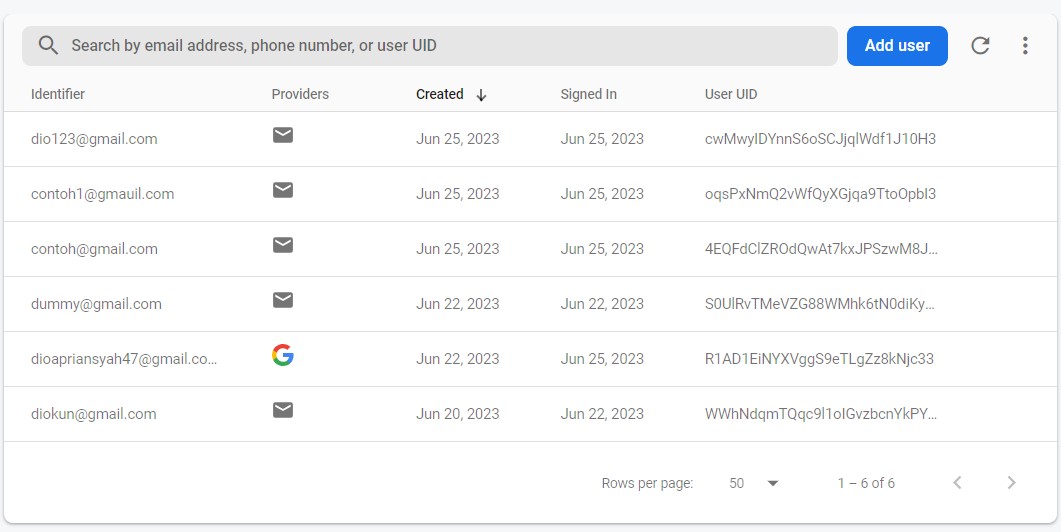 Search by email address, phone number, or user UID Add user
Identifier Providers Created Signed In User UID
dio123@gmail.com Jun 25, 2023 Jun 25, 2023 cwMwylDYnnS6oSCJjqlWdf1J10H3
contoh1@gmauil.com Jun 25, 2023 Jun 25, 2023 oqsPxNmQ2vWfQyXGjqa9TtoOpbI3
contoh@gmail.com Jun 25, 2023 Jun 25, 2023 4EQFdClZROdQwAt7kxJPSzwM8J...
dummy@gmail.com Jun 22, 2023 Jun 22, 2023 S0UlRvTMeVZG88WMhk6tN0diKy...
dioapriansyah47@gmail.co... Jun 22, 2023 Jun 25, 2023 R1AD1EiNYXVggS9eTLgZz8kNjc33
diokun@gmail.com Jun 20, 2023 Jun 22, 2023 WWhNdqmTQqc9l1oIGvzbcnYkPY...
Rows per page: 50 1 – 6 of 6